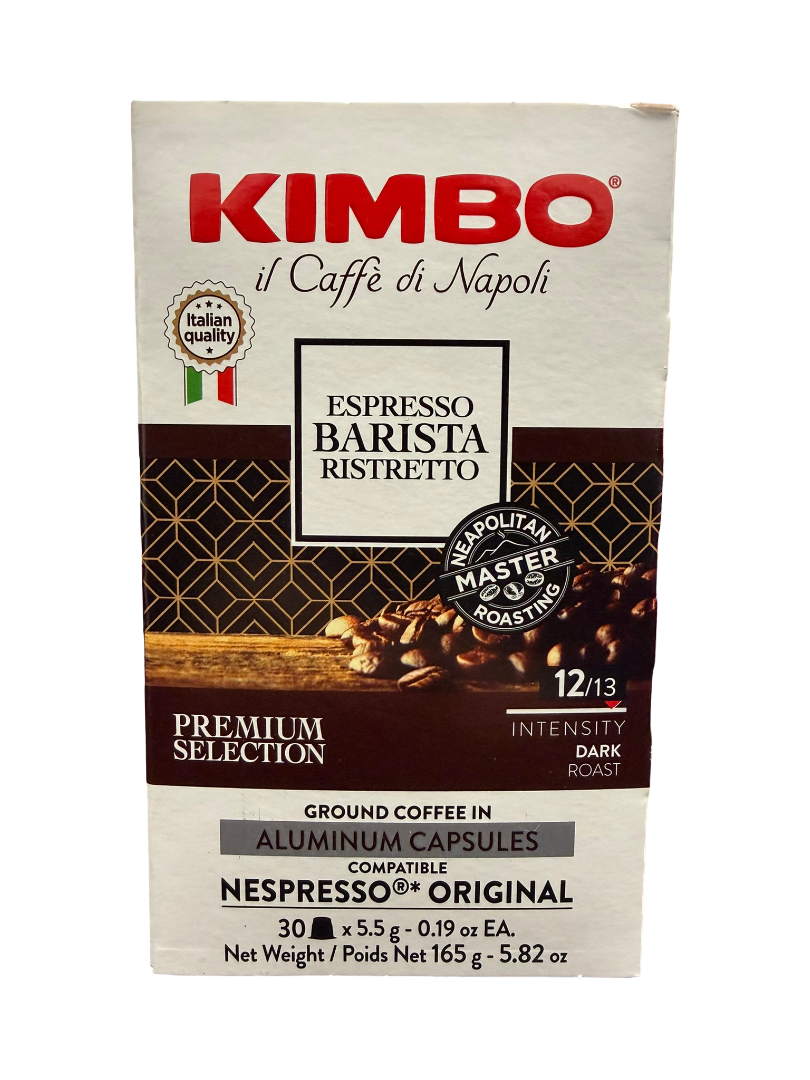 KIMBO®
il Caffè di Napoli
Italian
quality
ESPRESSO
BARISTA
RISTRETTO
NEAPOLITAN
MASTER
ROASTING
12/13
INTENSITY
DARK
ROAST
PREMIUM
SELECTION
GROUND COFFEE IN
ALUMINUM CAPSULES
COMPATIBLE
NESPRESSO®* ORIGINAL
30 x 5.5 g - 0.19 oz EA.
Net Weight / Poids Net 165 g - 5.82 oz